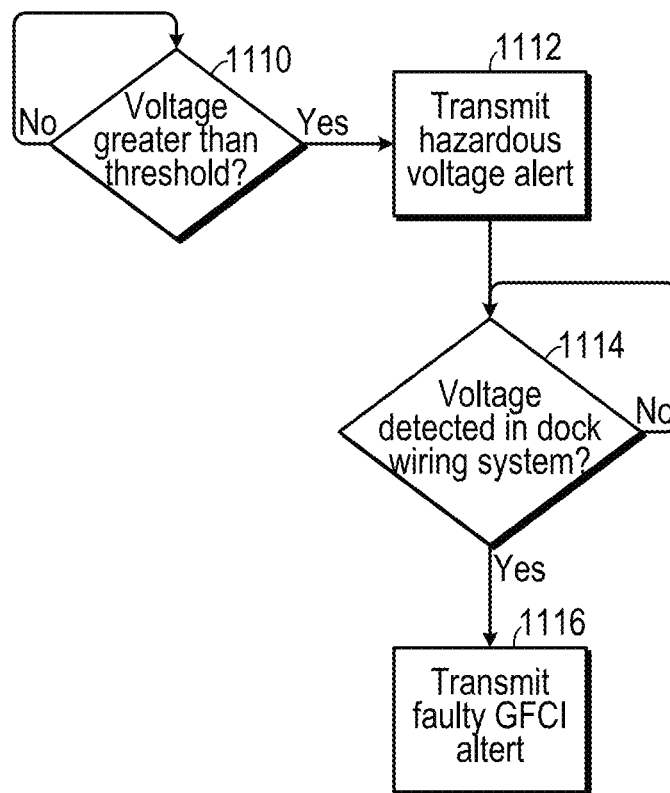 1110
Voltage
greater than
threshold?
No
Yes
1112
Transmit
hazardous
voltage alert
1114
Voltage
detected in dock
wiring system?
No
Yes
1116
Transmit
faulty GFCI
altert